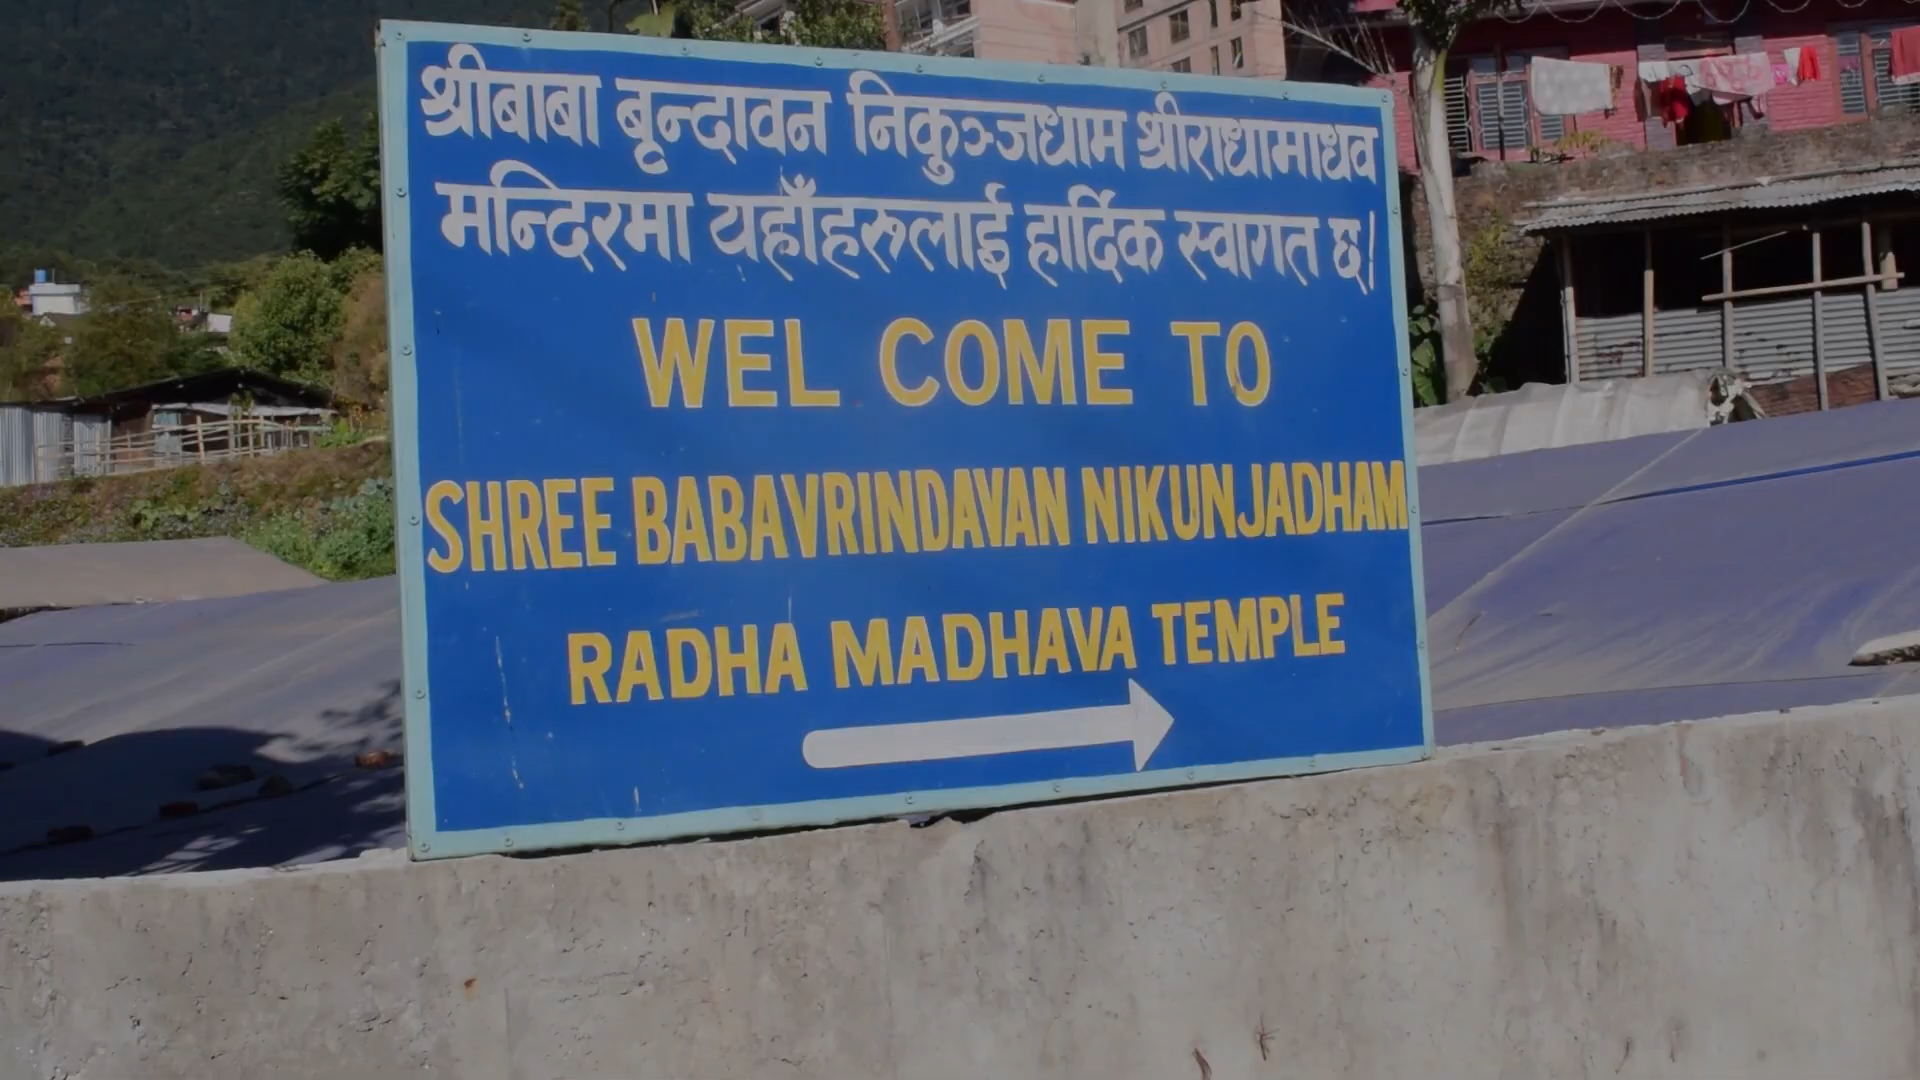 श्रीबाबा बृन्दावन निकुञ्जधाम श्रीराधामाधव
मन्दिरमा यहाँहरुलाई हार्दिक स्वागत छ।
WEL COME TO
SHREE BABAVRINDAVAN NIKUNJADHAM
RADHA MADHAVA TEMPLE